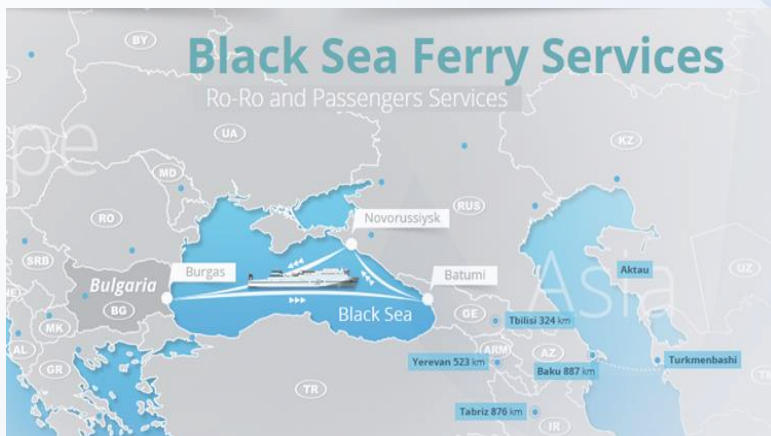 Black Sea Ferry Services
Ro-Ro and Passengers Services
BY
UA
KZ
pe
MD
RO
RUS
Novorussiysk
SRB
Bulgaria
Burgas
Batumi
Aktau
UZ
Asia
BG
Black Sea
GE
Tbilisi 324 km
MK
AL
GR
ARM
AZ
Yerevan 523 km
Baku 887 km
Turkmenbashi
TR
Tabriz 876 km
IR